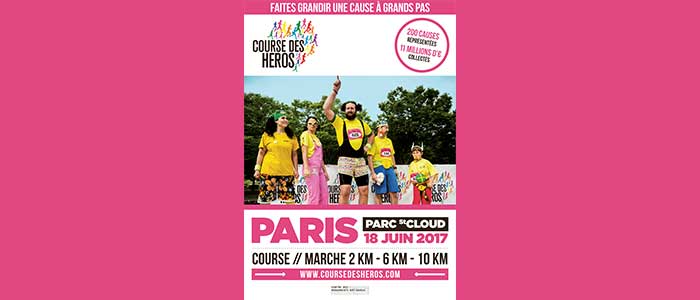 FAITES GRANDIR UNE CAUSE À GRANDS PAS
COURSE DES
HEROS
200 CAUSES
REPRÉSENTÉES
11 MILLIONS D'€
COLLECTÉS
PARIS
PARC St CLOUD
18 JUIN 2017
COURSE // MARCHE 2 KM - 6 KM - 10 KM
WWW.COURSEDESHEROS.COM